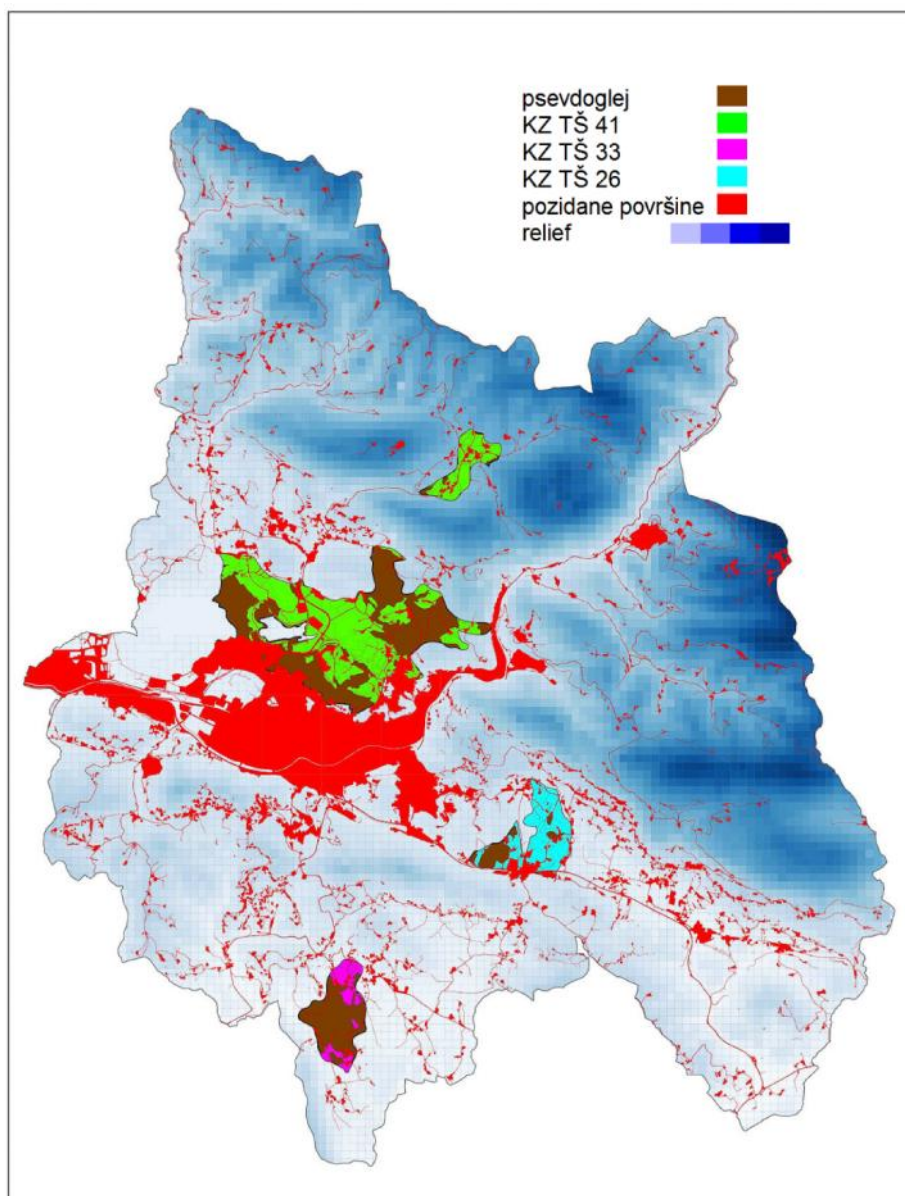 psevdoglej
KZ TŠ 41
KZ TŠ 33
KZ TŠ 26
pozidane površine
relief